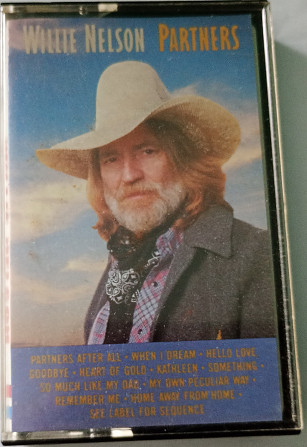 WILLIE NELSON PARTNERS
PARTNERS AFTER ALL • WHEN I DREAM • HELLO LOVE
GOODBYE • HEART OF GOLD • KATHLEEN • SOMETHING •
SO MUCH LIKE MY DAD • MY OWN PECULIAR WAY •
REMEMBER ME • HOME AWAY FROM HOME •
SEE LABEL FOR SEQUENCE